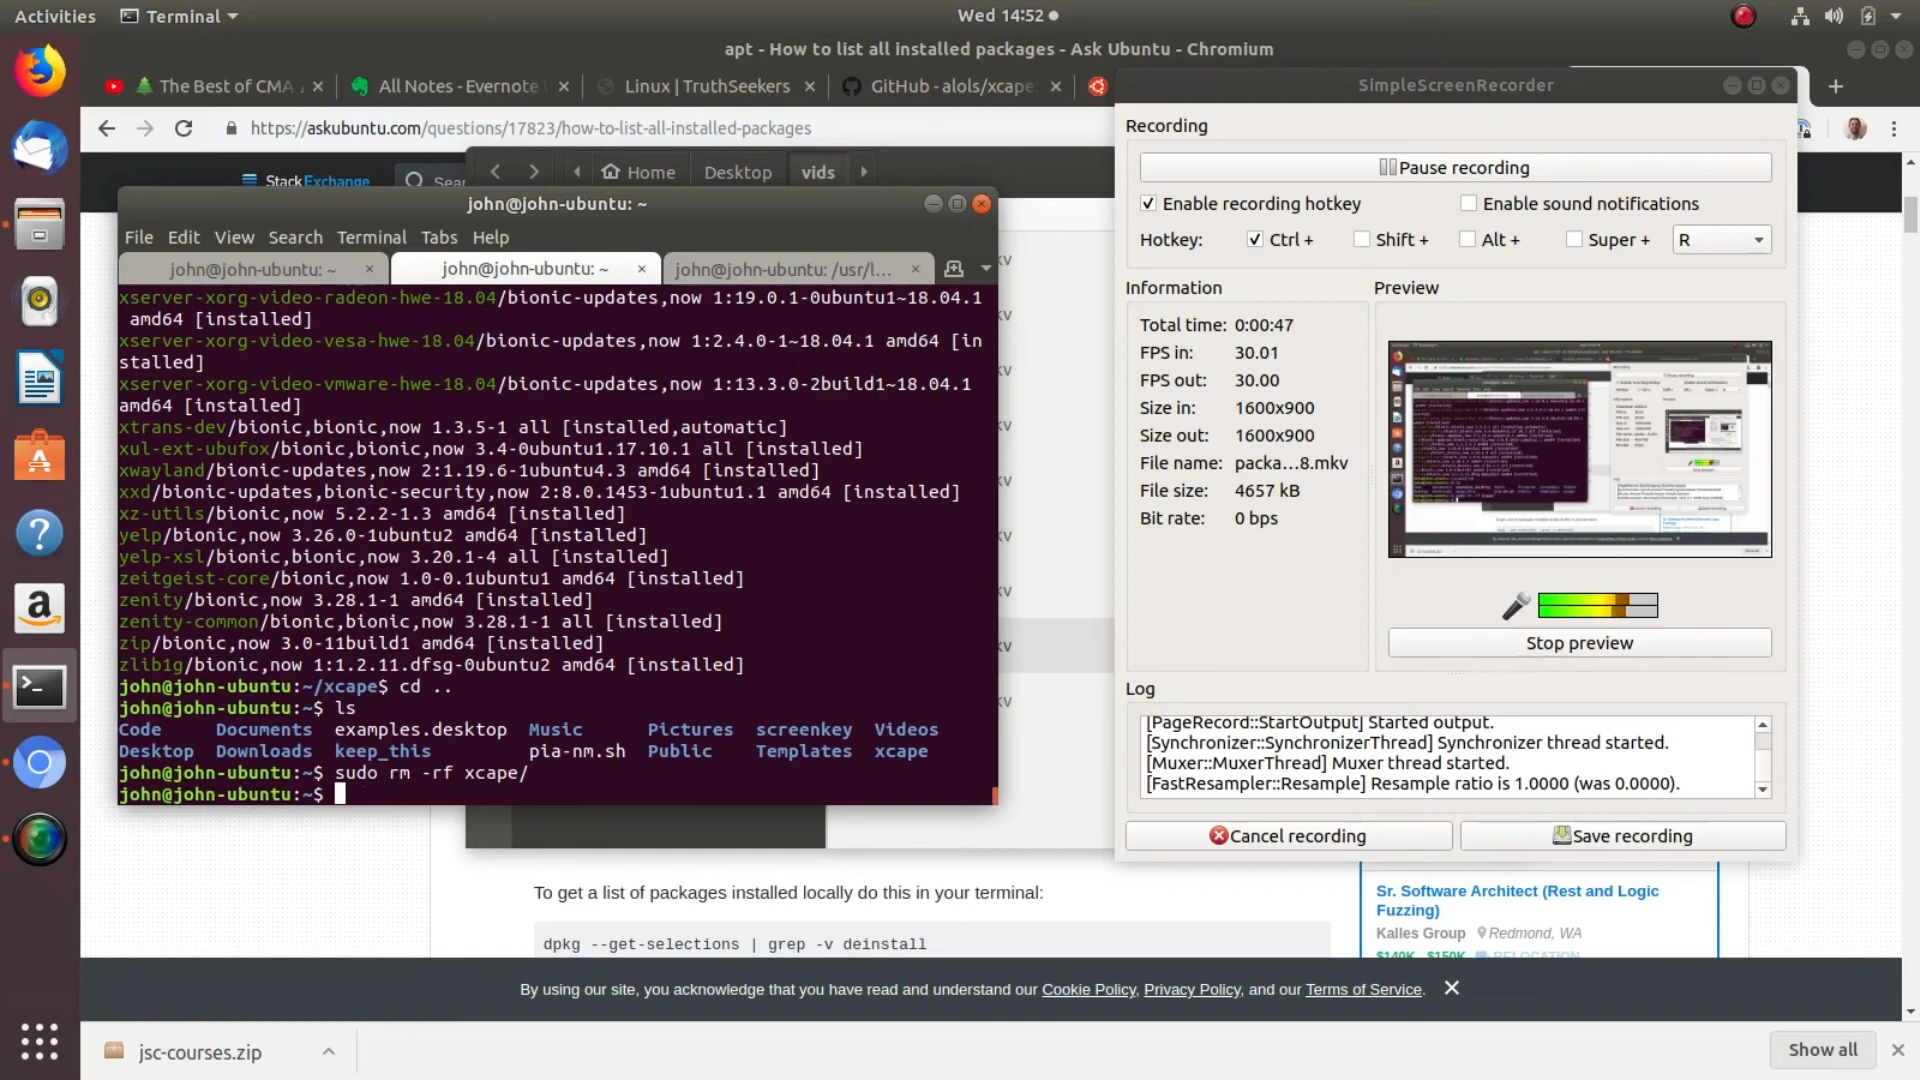 Activities
Terminal
Wed 14:52
apt - How to list all installed packages - Ask Ubuntu - Chromium
The Best of CMA
All Notes - Evernote
Linux | TruthSeekers
GitHub - alols/xcape
https://askubuntu.com/questions/17823/how-to-list-all-installed-packages
StackExchange
Sear
Home
Desktop
vids
john@john-ubuntu: ~
File Edit View Search Terminal Tabs Help
john@john-ubuntu: ~
john@john-ubuntu: ~
john@john-ubuntu: /usr/l...
xserver-xorg-video-radeon-hwe-18.04/bionic-updates,now 1:19.0.1-0ubuntu1~18.04.1
amd64 [installed]
xserver-xorg-video-vesa-hwe-18.04/bionic-updates,now 1:2.4.0-1~18.04.1 amd64 [in
stalled]
xserver-xorg-video-vmware-hwe-18.04/bionic-updates,now 1:13.3.0-2build1~18.04.1
amd64 [installed]
xtrans-dev/bionic,bionic,now 1.3.5-1 all [installed,automatic]
xul-ext-ubufox/bionic,bionic,now 3.4-0ubuntu1.17.10.1 all [installed]
xwayland/bionic-updates,now 2:1.19.6-1ubuntu4.3 amd64 [installed]
xxd/bionic-updates,bionic-security,now 2:8.0.1453-1ubuntu1.1 amd64 [installed]
xz-utils/bionic,now 5.2.2-1.3 amd64 [installed]
yelp/bionic,now 3.26.0-1ubuntu2 amd64 [installed]
yelp-xsl/bionic,bionic,now 3.20.1-4 all [installed]
zeitgeist-core/bionic,now 1.0-0.1ubuntu1 amd64 [installed]
zenity/bionic,now 3.28.1-1 amd64 [installed]
zenity-common/bionic,bionic,now 3.28.1-1 all [installed]
zip/bionic,now 3.0-11build1 amd64 [installed]
zlib1g/bionic,now 1:1.2.11.dfsg-0ubuntu2 amd64 [installed]
john@john-ubuntu:~/xcape$ cd ..
john@john-ubuntu:~$ ls
Code Documents examples.desktop Music Pictures screenkey Videos
Desktop Downloads keep_this pia-nm.sh Public Templates xcape
john@john-ubuntu:~$ sudo rm -rf xcape/
john@john-ubuntu:~$
SimpleScreenRecorder
Recording
Pause recording
Enable recording hotkey
Enable sound notifications
Hotkey: Ctrl + Shift + Alt + Super + R
Information
Total time: 0:00:47
FPS in: 30.01
FPS out: 30.00
Size in: 1600x900
Size out: 1600x900
File name: packa...8.mkv
File size: 4657 kB
Bit rate: 0 bps
Preview
Stop preview
Log
[PageRecord::StartOutput] Started output.
[Synchronizer::SynchronizerThread] Synchronizer thread started.
[Muxer::MuxerThread] Muxer thread started.
[FastResampler::Resample] Resample ratio is 1.0000 (was 0.0000).
Cancel recording
Save recording
To get a list of packages installed locally do this in your terminal:
dpkg --get-selections | grep -v deinstall
Sr. Software Architect (Rest and Logic
Fuzzing)
Kalles Group Redmond, WA
$140K - $150K RELOCATION
By using our site, you acknowledge that you have read and understand our Cookie Policy, Privacy Policy, and our Terms of Service.
jsc-courses.zip
Show all